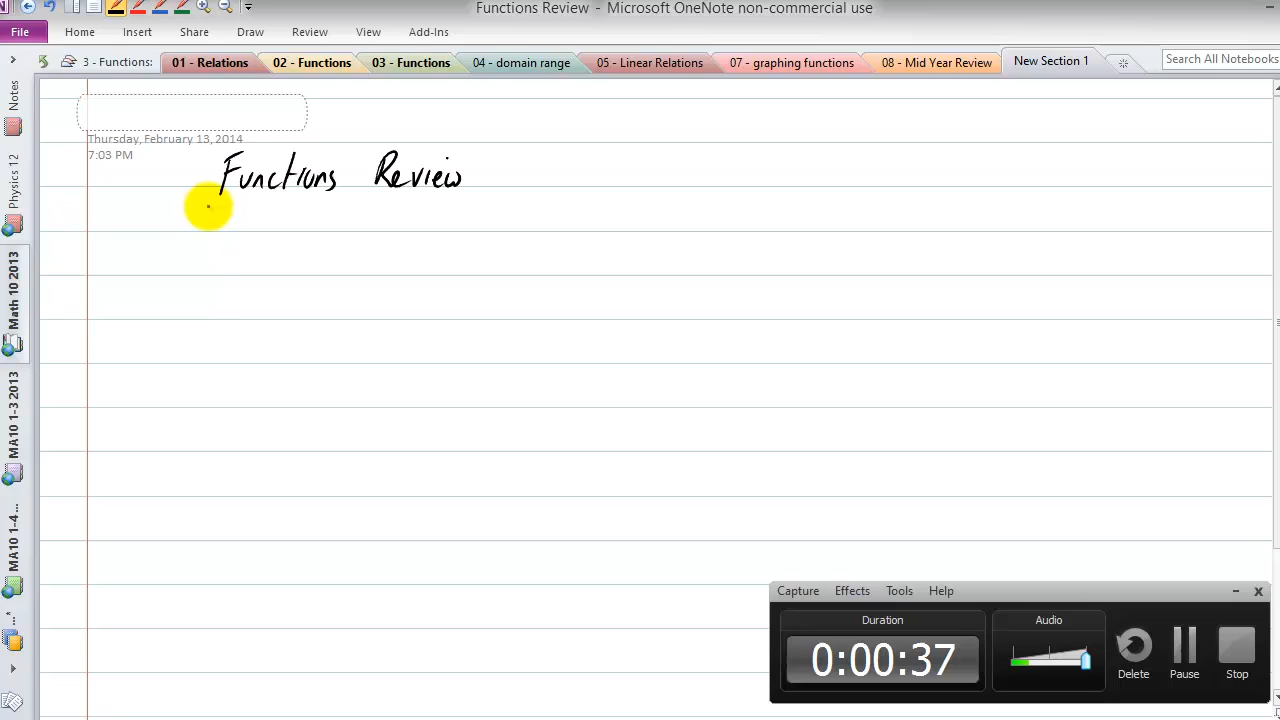 Functions Review - Microsoft OneNote non-commercial use
File Home Insert Share Draw Review View Add-Ins
3 - Functions: 01 - Relations 02 - Functions 03 - Functions 04 - domain range 05 - Linear Relations 07 - graphing functions 08 - Mid Year Review New Section 1 Search All Notebooks
Notes
Physics 12
Math 10 2013
MA10 1-3 2013
MA10 1-4...
Thursday, February 13, 2014
7:03 PM
Functions Review
Capture Effects Tools Help
Duration Audio
0:00:37
Delete Pause Stop